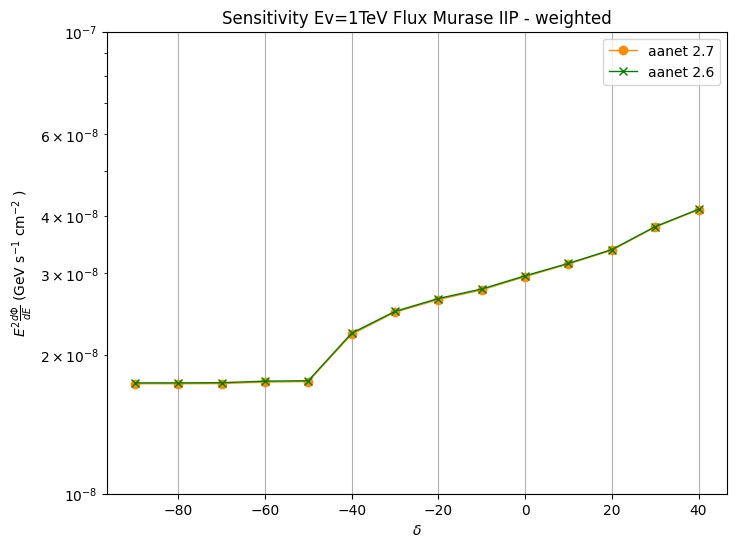 Sensitivity Ev=1TeV Flux Murase IIP - weighted
aanet 2.7
aanet 2.6
10⁻⁷
6 × 10⁻⁸
4 × 10⁻⁸
3 × 10⁻⁸
2 × 10⁻⁸
10⁻⁸
E² dΦ/dE (GeV s⁻¹ cm⁻² )
−80 −60 −40 −20 0 20 40
δ